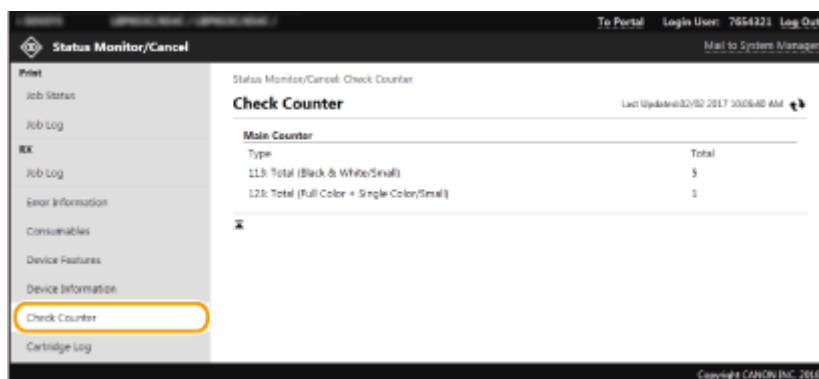 To Portal Login User: 7654321 Log Out
Status Monitor/Cancel
Mail to System Manager
Print
Job Status
Job Log
RX
Job Log
Error Information
Consumables
Device Features
Device Information
Check Counter
Cartridge Log
Status Monitor/Cancel: Check Counter
Check Counter
Last Updated:02/02 2017 10:06:40 AM
Main Counter
Type Total
113: Total (Black & White/Small) 5
123: Total (Full Color + Single Color/Small) 1
Copyright CANON INC. 2016